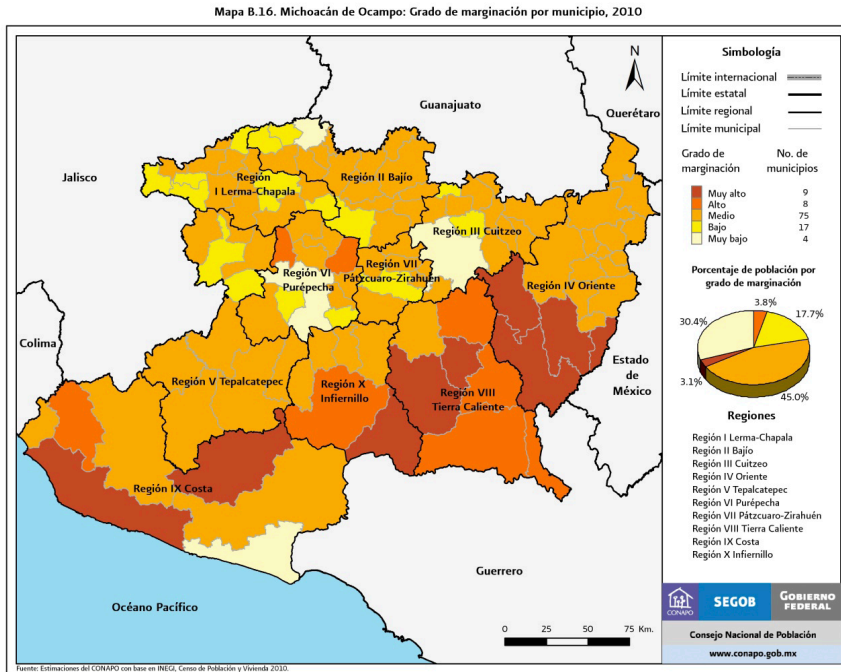 Mapa B.16. Michoacán de Ocampo: Grado de marginación por municipio, 2010
Simbología
N
Límite internacional
Límite estatal
Límite regional
Límite municipal
Guanajuato
Querétaro
Jalisco
Colima
Estado
de
México
Guerrero
Océano Pacífico
Región
I Lerma-Chapala
Región II Bajío
Región III Cuitzeo
Región IV Oriente
Región VII
Pátzcuaro-Zirahuén
Región VI
Purépecha
Región V Tepalcatepec
Región X
Infiernillo
Región VIII
Tierra Caliente
Región IX Costa
Grado de
marginación
No. de
municipios
Muy alto 9
Alto 8
Medio 75
Bajo 17
Muy bajo 4
Porcentaje de población por
grado de marginación
3.8%
17.7%
30.4%
3.1%
45.0%
Regiones
Región I Lerma-Chapala
Región II Bajío
Región III Cuitzeo
Región IV Oriente
Región V Tepalcatepec
Región VI Purépecha
Región VII Pátzcuaro-Zirahuén
Región VIII Tierra Caliente
Región IX Costa
Región X Infiernillo
0 25 50 75 Km.
CONAPO
SEGOB
GOBIERNO
FEDERAL
Consejo Nacional de Población
www.conapo.gob.mx
Fuente: Estimaciones del CONAPO con base en INEGI, Censo de Población y Vivienda 2010.